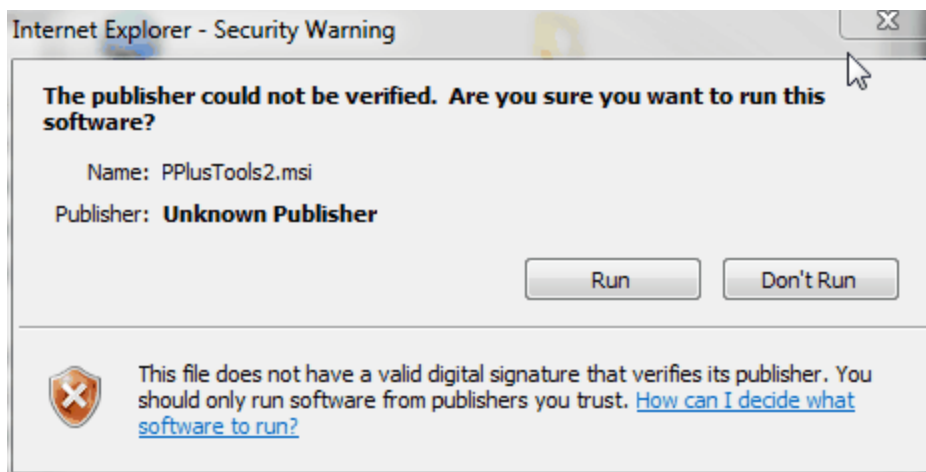 Internet Explorer - Security Warning
The publisher could not be verified.  Are you sure you want to run this
software?
Name: PPlusTools2.msi
Publisher: Unknown Publisher
Run Don't Run
This file does not have a valid digital signature that verifies its publisher. You
should only run software from publishers you trust. How can I decide what
software to run?